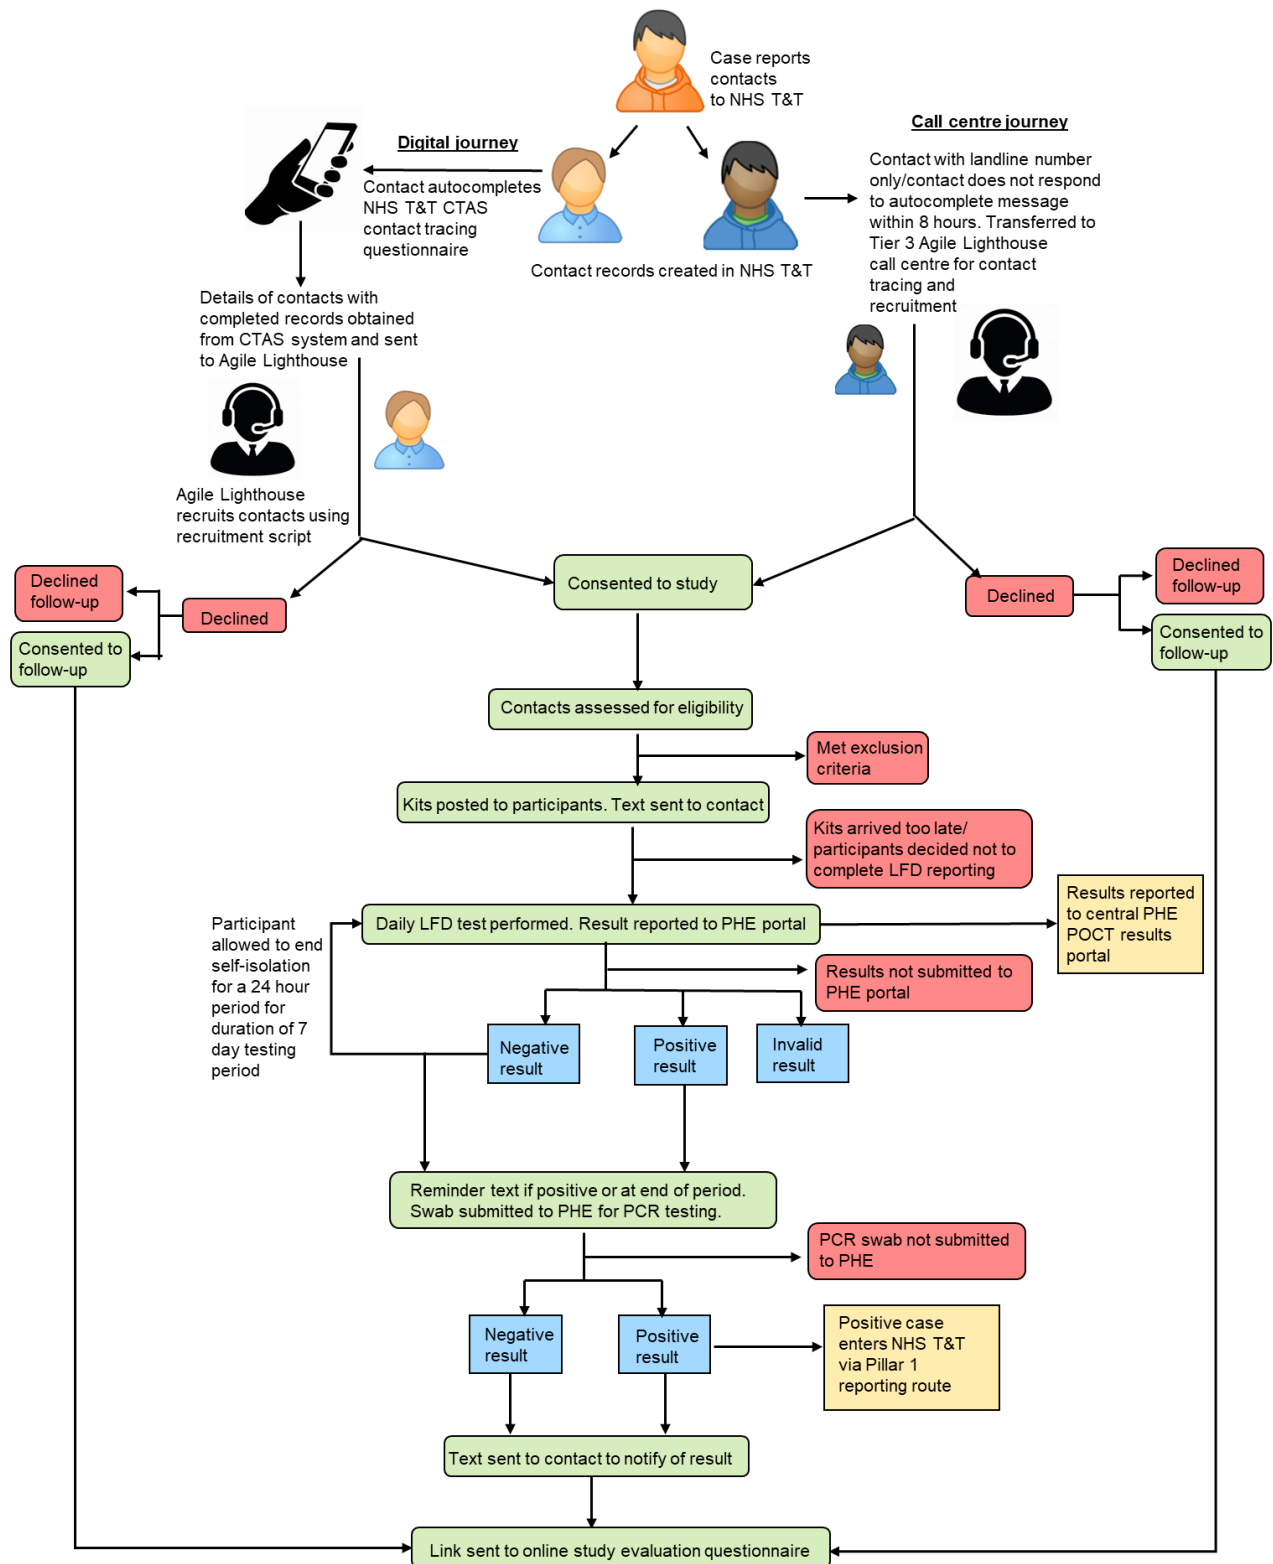 Case reports
contacts
to NHS T&T
Digital journey
Call centre journey
Contact autocompletes
NHS T&T CTAS
contact tracing
questionnaire
Contact with landline number
only/contact does not respond
to autocomplete message
within 8 hours. Transferred to
Tier 3 Agile Lighthouse
call centre for contact
tracing and
recruitment
Contact records created in NHS T&T
Details of contacts with
completed records obtained
from CTAS system and sent
to Agile Lighthouse
Agile Lighthouse
recruits contacts using
recruitment script
Declined
follow-up
Declined
Consented to
follow-up
Consented to study
Declined
Declined
follow-up
Consented to
follow-up
Contacts assessed for eligibility
Met exclusion
criteria
Kits posted to participants. Text sent to contact
Kits arrived too late/
participants decided not to
complete LFD reporting
Participant
allowed to end
self-isolation
for a 24 hour
period for
duration of 7
day testing
period
Daily LFD test performed. Result reported to PHE portal
Results reported
to central PHE
POCT results
portal
Results not submitted to
PHE portal
Negative
result
Positive
result
Invalid
result
Reminder text if positive or at end of period.
Swab submitted to PHE for PCR testing.
PCR swab not submitted
to PHE
Negative
result
Positive
result
Positive case
enters NHS T&T
via Pillar 1
reporting route
Text sent to contact to notify of result
Link sent to online study evaluation questionnaire